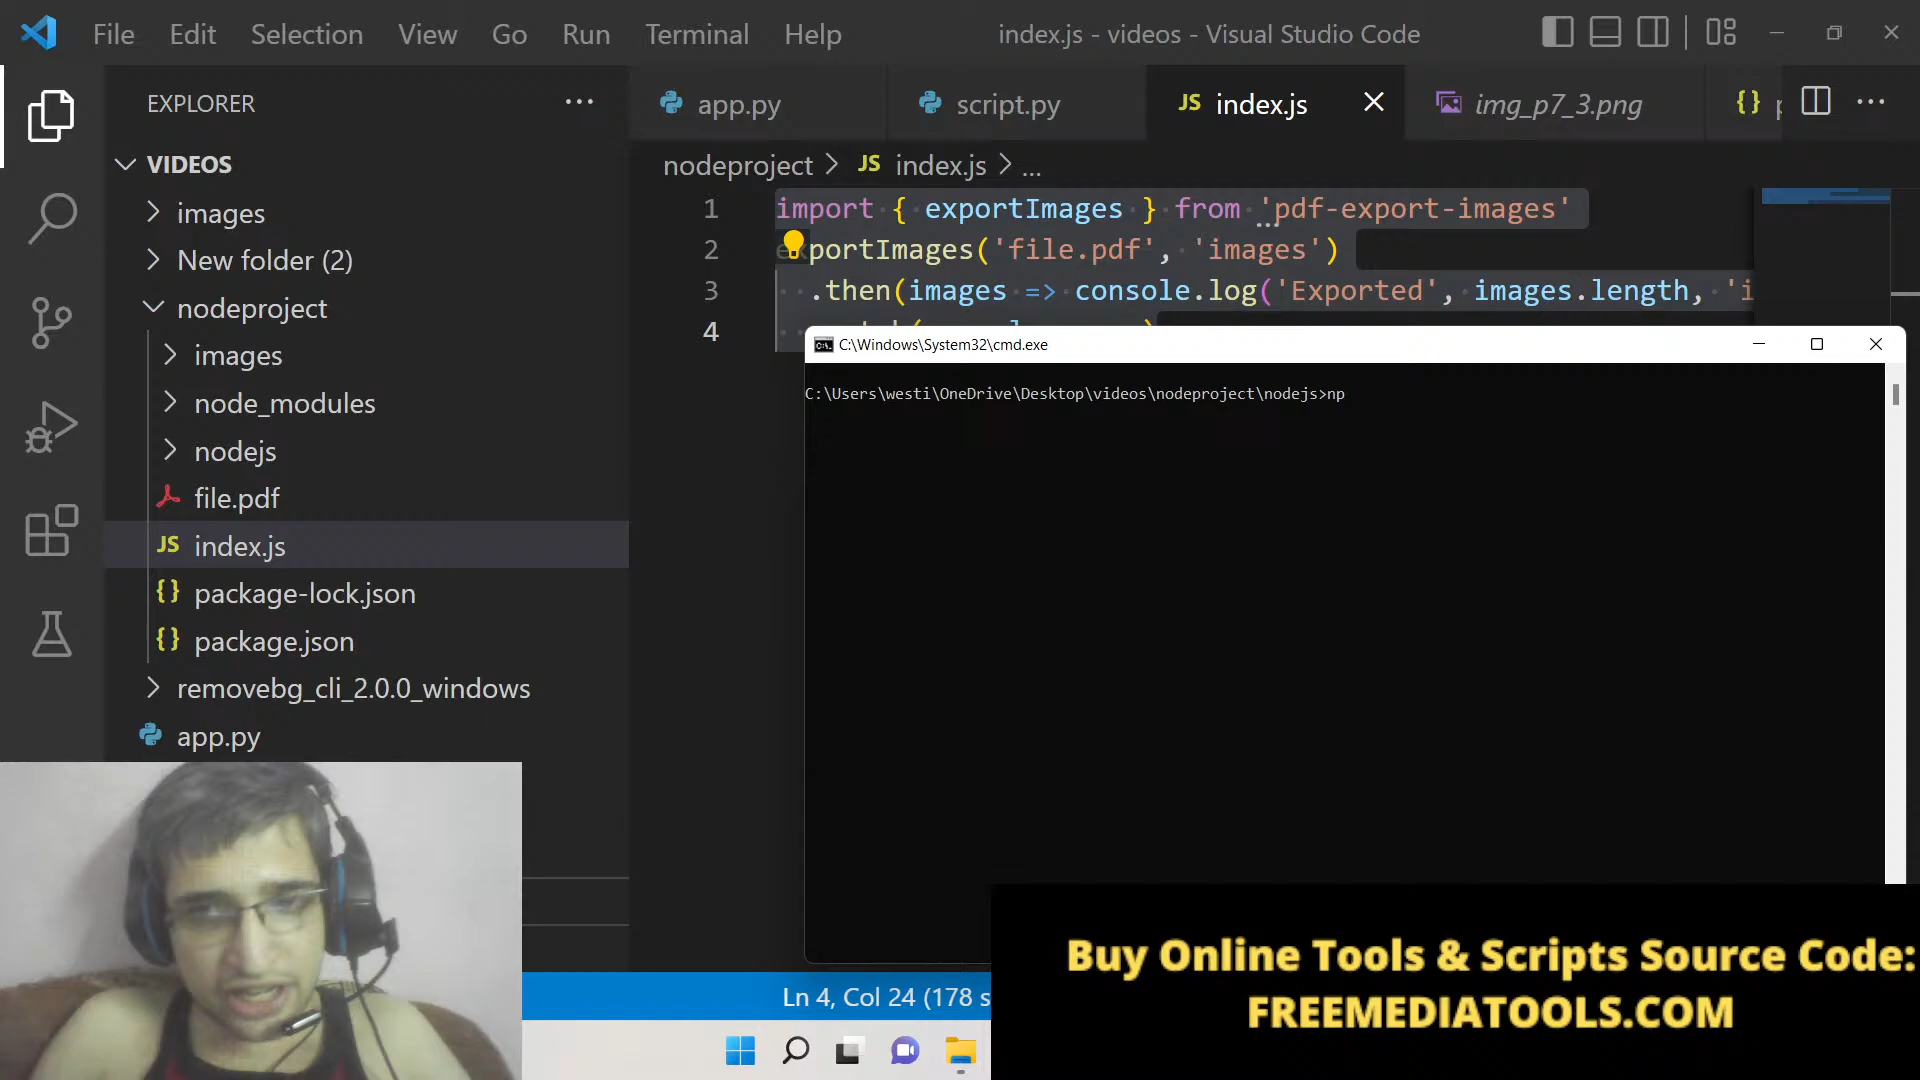 File Edit Selection View Go Run Terminal Help
index.js - videos - Visual Studio Code
EXPLORER
VIDEOS
images
New folder (2)
nodeproject
images
node_modules
nodejs
file.pdf
JS index.js
{} package-lock.json
{} package.json
removebg_cli_2.0.0_windows
app.py
app.py
script.py
JS index.js
img_p7_3.png
{}
nodeproject > JS index.js > ...
1 import { exportImages } from 'pdf-export-images'
2 exportImages('file.pdf', 'images')
3 .then(images => console.log('Exported', images.length, 'i
4
C:\Windows\System32\cmd.exe
C:\Users\westi\OneDrive\Desktop\videos\nodeproject\nodejs>np
Ln 4, Col 24 (178 s
Buy Online Tools & Scripts Source Code:
FREEMEDIATOOLS.COM